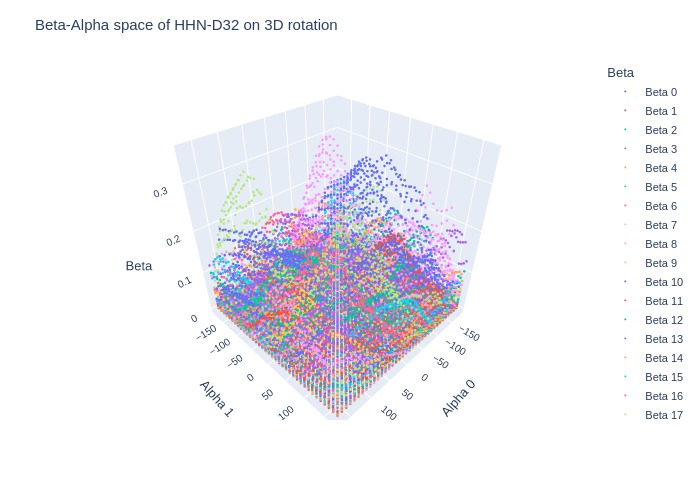 Beta-Alpha space of HHN-D32 on 3D rotation
Beta
Beta 0
Beta 1
Beta 2
Beta 3
Beta 4
Beta 5
Beta 6
Beta 7
Beta 8
Beta 9
Beta 10
Beta 11
Beta 12
Beta 13
Beta 14
Beta 15
Beta 16
Beta 17
0.3
0.2
Beta
0.1
0
−150
−100
−50
0
50
100
Alpha 1
−150
−100
−50
0
50
100
Alpha 0